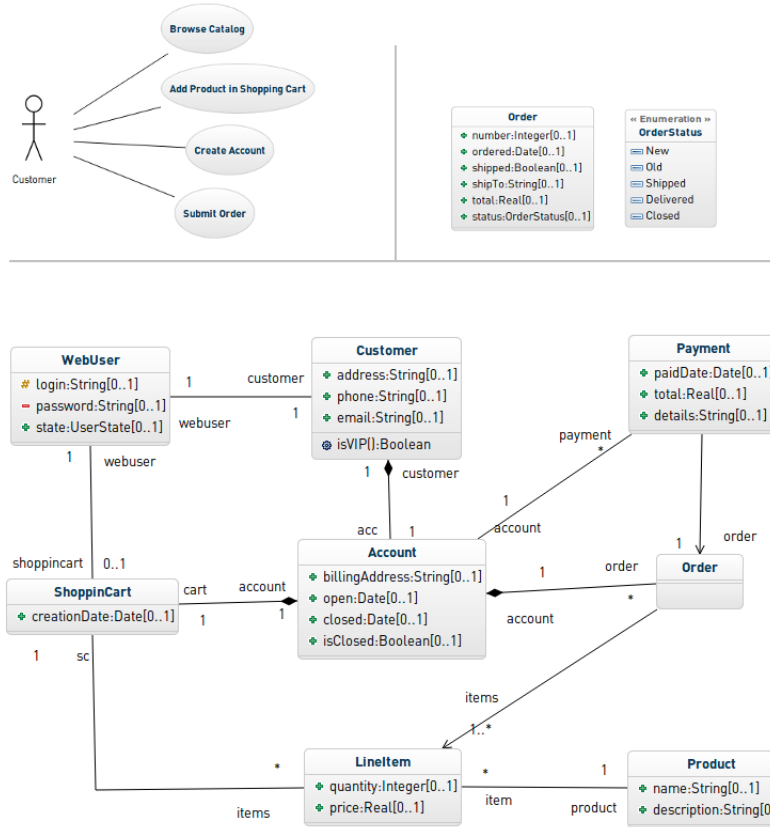 Browse Catalog
Add Product in Shopping Cart
Create Account
Submit Order
Customer
Order
number:Integer[0..1]
ordered:Date[0..1]
shipped:Boolean[0..1]
shipTo:String[0..1]
total:Real[0..1]
status:OrderStatus[0..1]
« Enumeration »
OrderStatus
New
Old
Shipped
Delivered
Closed
WebUser
# login:String[0..1]
password:String[0..1]
state:UserState[0..1]
1
customer
webuser
1
Customer
address:String[0..1]
phone:String[0..1]
email:String[0..1]
isVIP():Boolean
Payment
paidDate:Date[0..1
total:Real[0..1]
details:String[0..1]
payment
*
1
account
1
webuser
1
customer
acc
1
1
order
shoppincart
0..1
ShoppinCart
creationDate:Date[0..1]
cart
account
1
1
Account
billingAddress:String[0..1]
open:Date[0..1]
closed:Date[0..1]
isClosed:Boolean[0..1]
1
order
account
*
Order
1
sc
items
1..*
*
items
LineItem
quantity:Integer[0..1]
price:Real[0..1]
*
item
1
product
Product
name:String[0..1]
description:String[0